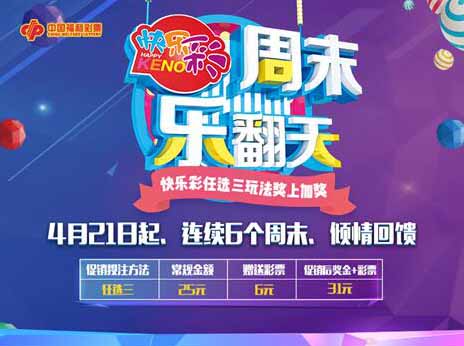 中国福利彩票
CHINA WELFARE LOTTERY
快乐彩
HAPPY
KENO
周末
乐翻天
快乐彩任选三玩法奖上加奖
4月21日起、连续6个周末、倾情回馈
促销投注方法 常规金额 赠送彩票 促销后奖金+彩票
任选三 25元 6元 31元